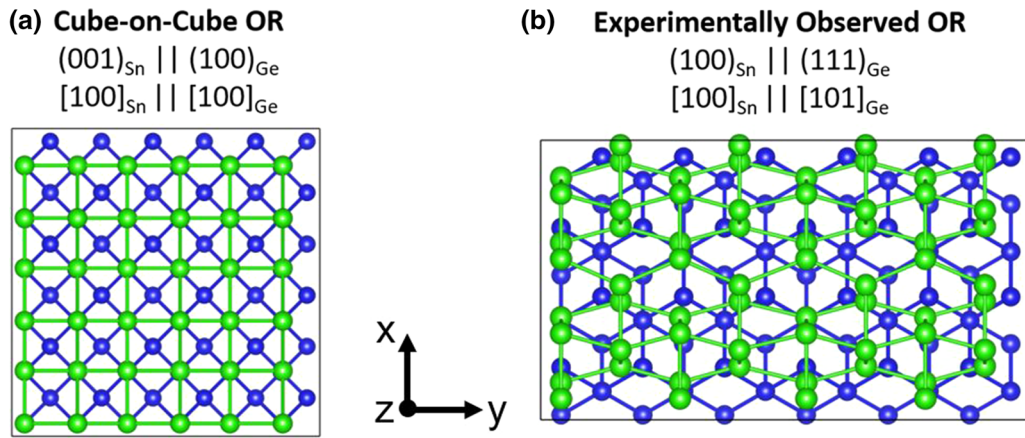 (a) Cube-on-Cube OR
(001)Sn || (100)Ge
[100]Sn || [100]Ge
x
z
y
(b) Experimentally Observed OR
(100)Sn || (111)Ge
[100]Sn || [101]Ge